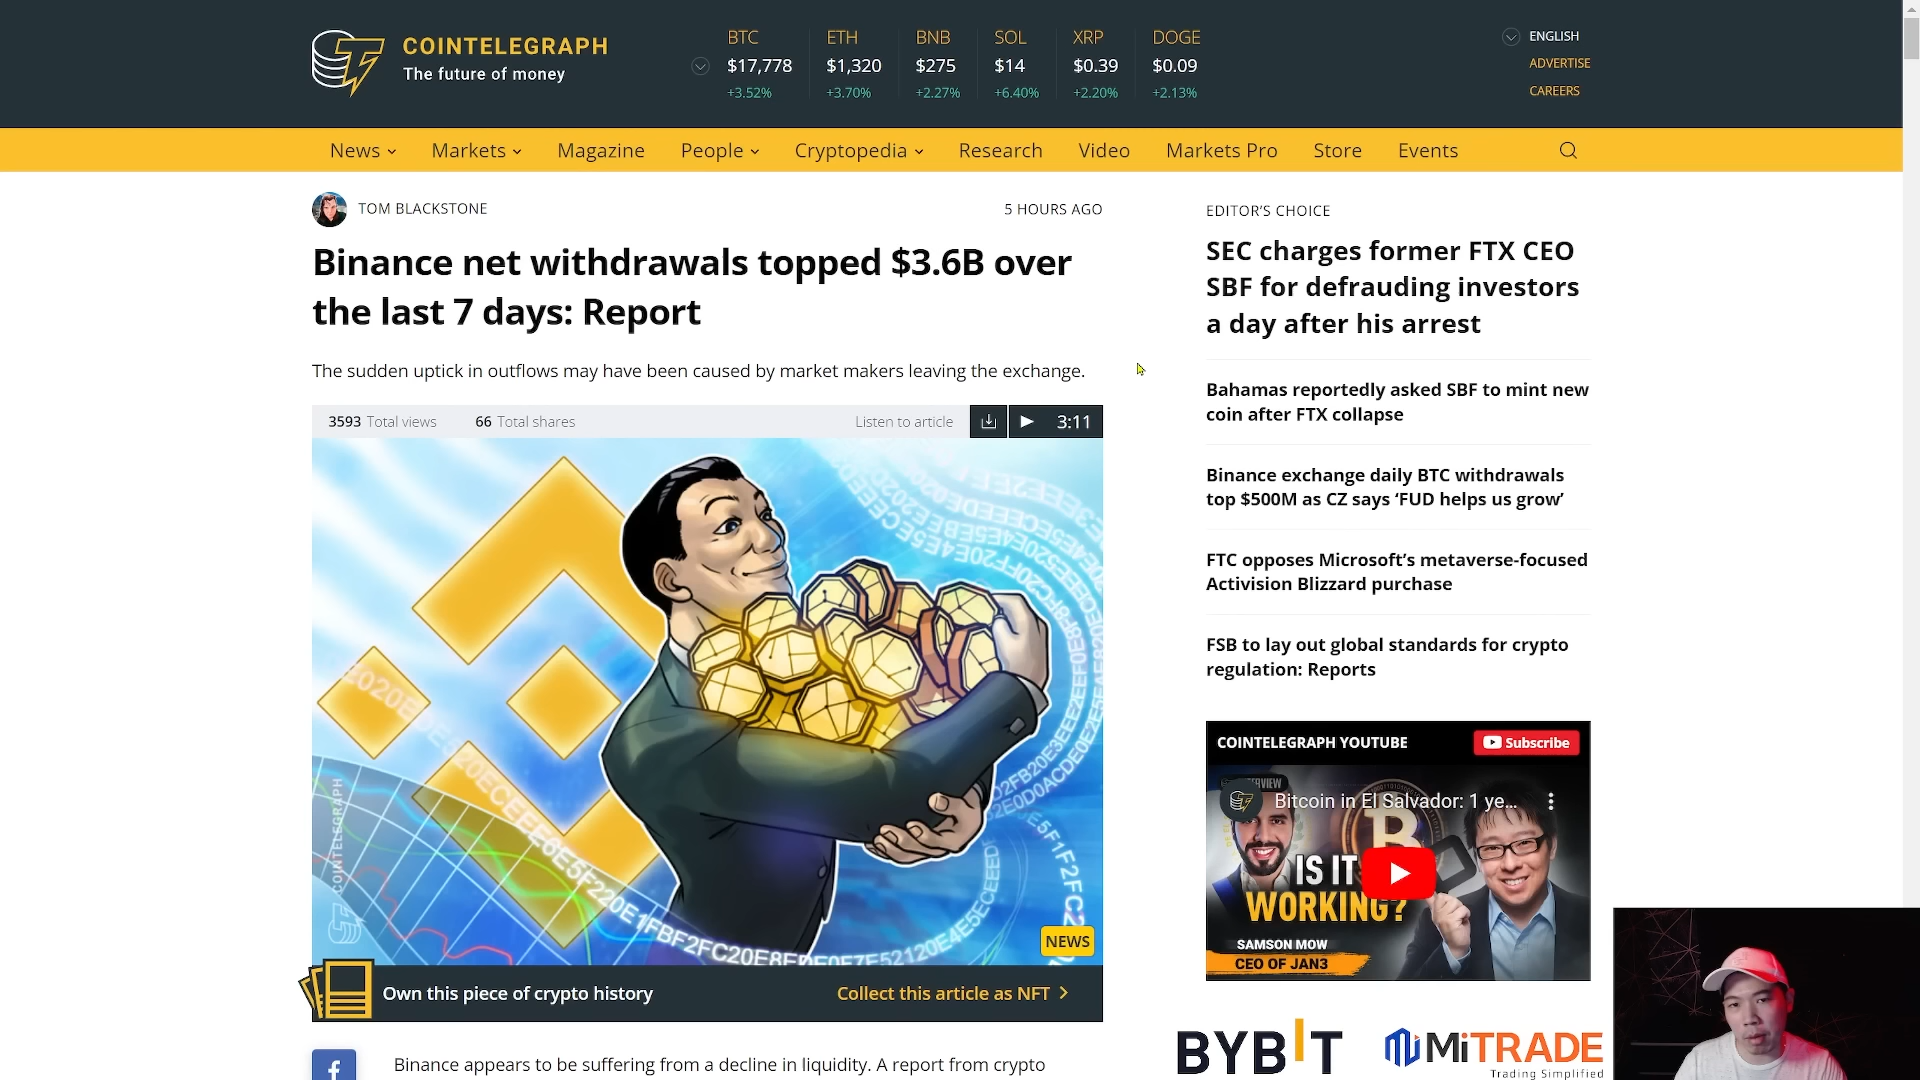 COINTELEGRAPH
The future of money
BTC
$17,778
+3.52%
ETH
$1,320
+3.70%
BNB
$275
+2.27%
SOL
$14
+6.40%
XRP
$0.39
+2.20%
DOGE
$0.09
+2.13%
ENGLISH
ADVERTISE
CAREERS
News
Markets
Magazine
People
Cryptopedia
Research
Video
Markets Pro
Store
Events
TOM BLACKSTONE
5 HOURS AGO
Binance net withdrawals topped $3.6B over
the last 7 days: Report
The sudden uptick in outflows may have been caused by market makers leaving the exchange.
3593 Total views
66 Total shares
Listen to article
3:11
COINTELEGRAPH
NEWS
Own this piece of crypto history
Collect this article as NFT
Binance appears to be suffering from a decline in liquidity. A report from crypto
EDITOR'S CHOICE
SEC charges former FTX CEO
SBF for defrauding investors
a day after his arrest
Bahamas reportedly asked SBF to mint new
coin after FTX collapse
Binance exchange daily BTC withdrawals
top $500M as CZ says ‘FUD helps us grow’
FTC opposes Microsoft’s metaverse-focused
Activision Blizzard purchase
FSB to lay out global standards for crypto
regulation: Reports
COINTELEGRAPH YOUTUBE
Subscribe
Bitcoin in El Salvador: 1 ye...
IS IT
WORKING?
SAMSON MOW
CEO OF JAN3
BYBIT
MiTRADE
Trading Simplified